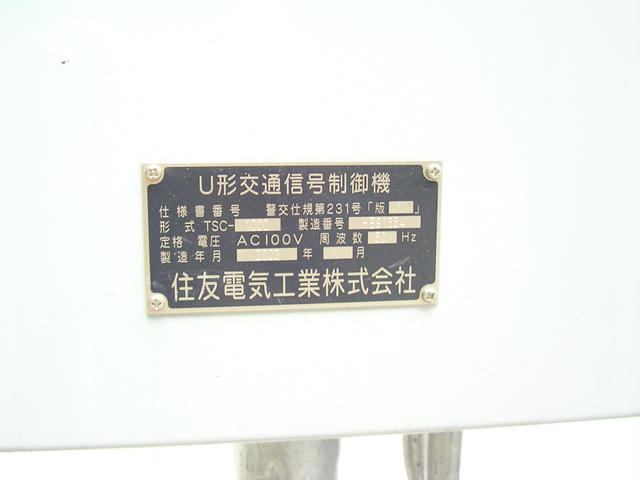 U形交通信号制御機
仕様書番号 警交仕規第231号「版 」
形式 TSC- 製造番号
定格 電圧 AC100V 周波数 Hz
製造年月 年 月
住友電気工業株式会社